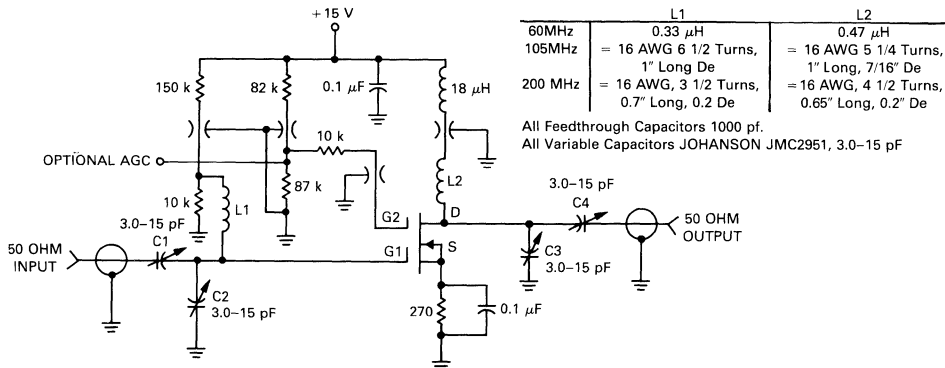 +15 V
150 k
82 k
0.1 µF
18 µH
10 k
OPTIONAL AGC
10 k
87 k
L1
L2
G2
D
G1
S
3.0–15 pF
C1
50 OHM
INPUT
C2
3.0–15 pF
270
0.1 µF
C3
3.0–15 pF
3.0–15 pF
C4
50 OHM
OUTPUT
L1 L2
60MHz 0.33 µH 0.47 µH
105MHz = 16 AWG 6 1/2 Turns, = 16 AWG 5 1/4 Turns,
1″ Long De 1″ Long, 7/16″ De
200 MHz = 16 AWG, 3 1/2 Turns, =16 AWG, 4 1/2 Turns,
0.7″ Long, 0.2 De 0.65″ Long, 0.2″ De
All Feedthrough Capacitors 1000 pf.
All Variable Capacitors JOHANSON JMC2951, 3.0–15 pF